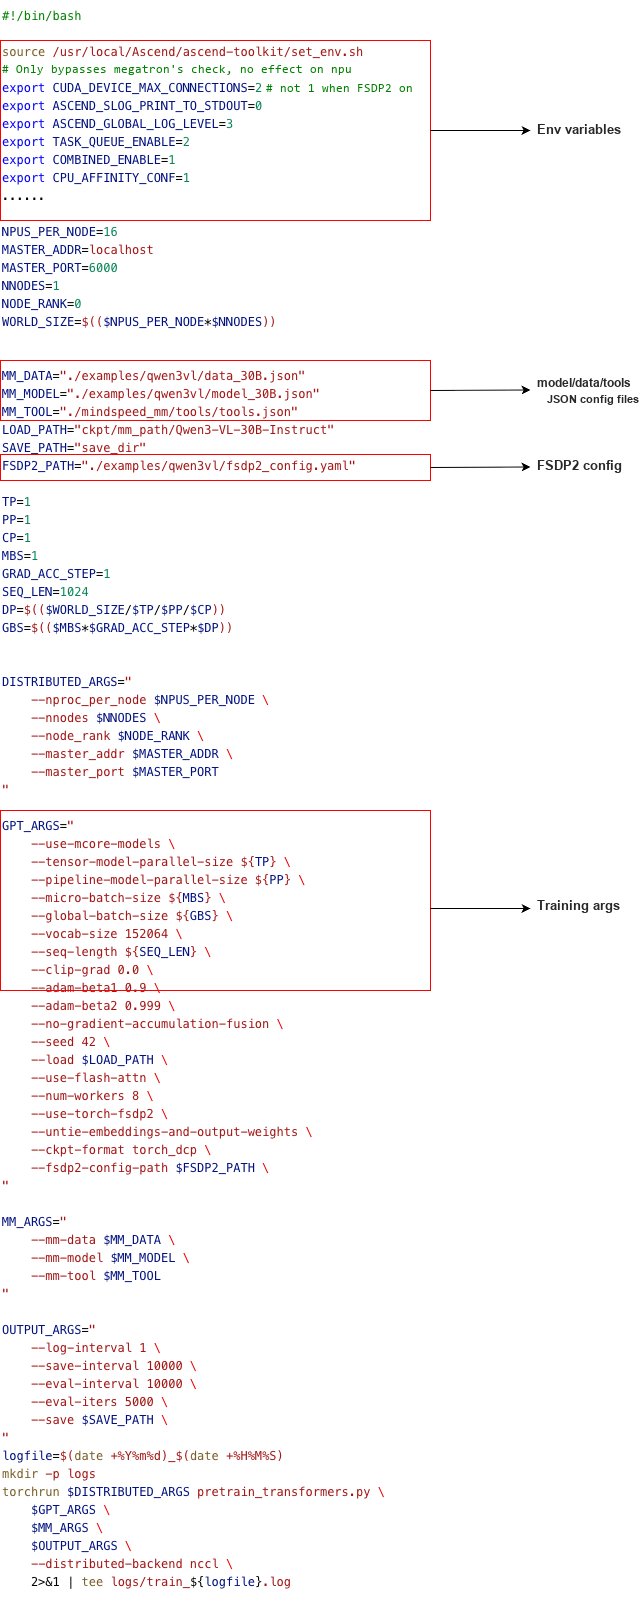 #!/bin/bash
source /usr/local/Ascend/ascend-toolkit/set_env.sh
# Only bypasses megatron's check, no effect on npu
export CUDA_DEVICE_MAX_CONNECTIONS=2 # not 1 when FSDP2 on
export ASCEND_SLOG_PRINT_TO_STDOUT=0
export ASCEND_GLOBAL_LOG_LEVEL=3
Env variables
export TASK_QUEUE_ENABLE=2
export COMBINED_ENABLE=1
export CPU_AFFINITY_CONF=1
......
NPUS_PER_NODE=16
MASTER_ADDR=localhost
MASTER_PORT=6000
NNODES=1
NODE_RANK=0
WORLD_SIZE=$(($NPUS_PER_NODE*$NNODES))
MM_DATA="./examples/qwen3vl/data_30B.json"
MM_MODEL="./examples/qwen3vl/model_30B.json"
MM_TOOL="./mindspeed_mm/tools/tools.json"
model/data/tools
JSON config files
LOAD_PATH="ckpt/mm_path/Qwen3-VL-30B-Instruct"
SAVE_PATH="save_dir"
FSDP2_PATH="./examples/qwen3vl/fsdp2_config.yaml"
FSDP2 config
TP=1
PP=1
CP=1
MBS=1
GRAD_ACC_STEP=1
SEQ_LEN=1024
DP=$(($WORLD_SIZE/$TP/$PP/$CP))
GBS=$(($MBS*$GRAD_ACC_STEP*$DP))
DISTRIBUTED_ARGS="
--nproc_per_node $NPUS_PER_NODE \
--nnodes $NNODES \
--node_rank $NODE_RANK \
--master_addr $MASTER_ADDR \
--master_port $MASTER_PORT
"
GPT_ARGS="
--use-mcore-models \
--tensor-model-parallel-size ${TP} \
--pipeline-model-parallel-size ${PP} \
--micro-batch-size ${MBS} \
--global-batch-size ${GBS} \
Training args
--vocab-size 152064 \
--seq-length ${SEQ_LEN} \
--clip-grad 0.0 \
--adam-beta1 0.9 \
--adam-beta2 0.999 \
--no-gradient-accumulation-fusion \
--seed 42 \
--load $LOAD_PATH \
--use-flash-attn \
--num-workers 8 \
--use-torch-fsdp2 \
--untie-embeddings-and-output-weights \
--ckpt-format torch_dcp \
--fsdp2-config-path $FSDP2_PATH \
"
MM_ARGS="
--mm-data $MM_DATA \
--mm-model $MM_MODEL \
--mm-tool $MM_TOOL
"
OUTPUT_ARGS="
--log-interval 1 \
--save-interval 10000 \
--eval-interval 10000 \
--eval-iters 5000 \
--save $SAVE_PATH \
"
logfile=$(date +%Y%m%d)_$(date +%H%M%S)
mkdir -p logs
torchrun $DISTRIBUTED_ARGS pretrain_transformers.py \
$GPT_ARGS \
$MM_ARGS \
$OUTPUT_ARGS \
--distributed-backend nccl \
2>&1 | tee logs/train_${logfile}.log